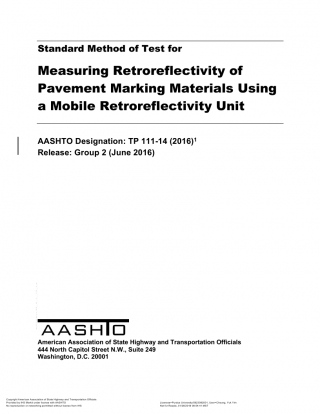 Standard Method of Test for
Measuring Retroreflectivity of
Pavement Marking Materials Using
a Mobile Retroreflectivity Unit
AASHTO Designation: TP 111-14 (2016)1
Release: Group 2 (June 2016)
AASHTO
American Association of State Highway and Transportation Officials
444 North Capitol Street N.W., Suite 249
Washington, D.C. 20001